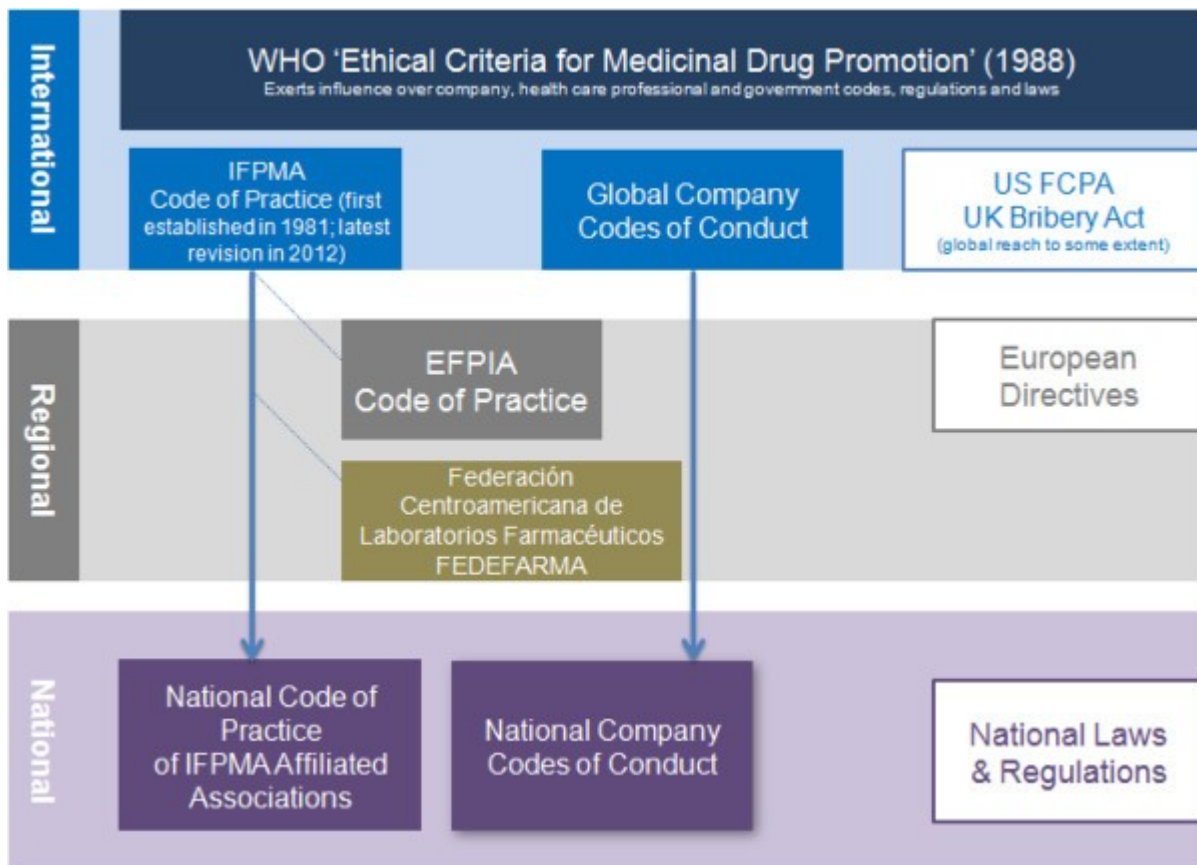 International
WHO ‘Ethical Criteria for Medicinal Drug Promotion’ (1988)
Exerts influence over company, health care professional and government codes, regulations and laws
IFPMA
Code of Practice (first
established in 1981; latest
revision in 2012)
Global Company
Codes of Conduct
US FCPA
UK Bribery Act
(global reach to some extent)
Regional
EFPIA
Code of Practice
European
Directives
Federación
Centroamericana de
Laboratorios Farmacéuticos
FEDEFARMA
National
National Code of
Practice
of IFPMA Affiliated
Associations
National Company
Codes of Conduct
National Laws
& Regulations